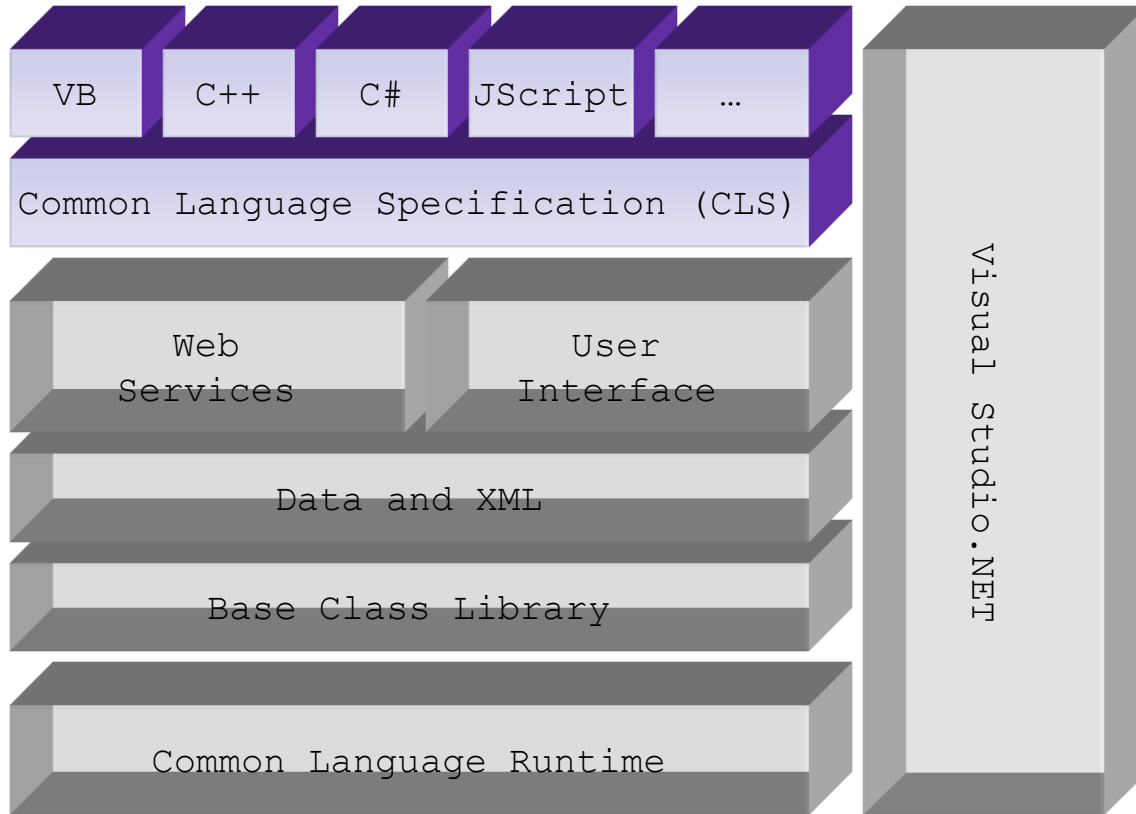 VB C++ C# JScript …
Common Language Specification (CLS)
Web
Services
User
Interface
Data and XML
Base Class Library
Common Language Runtime
Visual Studio.NET